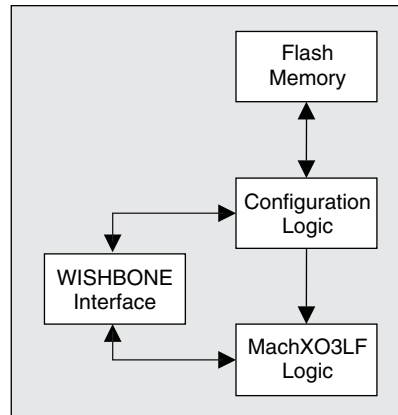 Flash
Memory
Configuration
Logic
WISHBONE
Interface
MachXO3LF
Logic